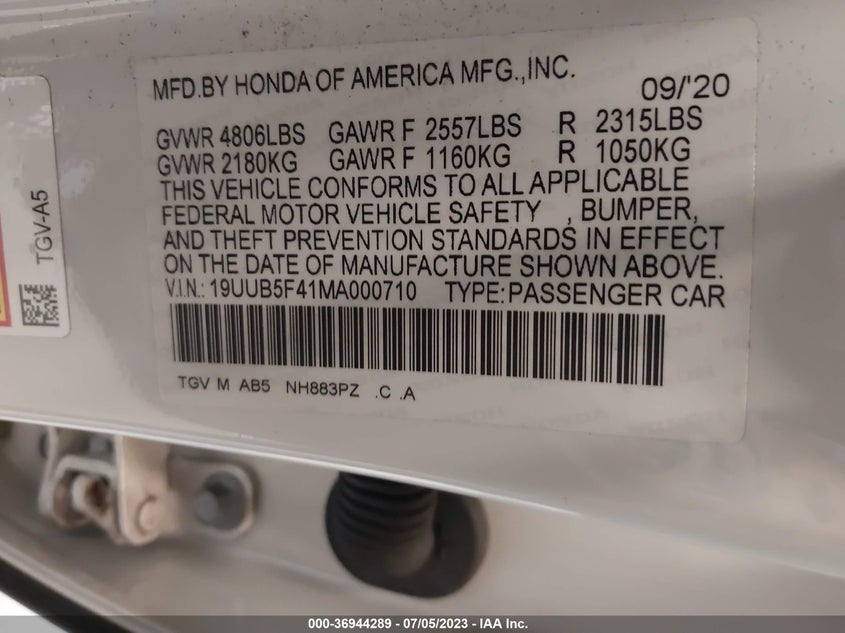 MFD.BY HONDA OF AMERICA MFG.,INC.
09/'20
GVWR 4806LBS GAWR F 2557LBS R 2315LBS
GVWR 2180KG GAWR F 1160KG R 1050KG
THIS VEHICLE CONFORMS TO ALL APPLICABLE
FEDERAL MOTOR VEHICLE SAFETY , BUMPER,
AND THEFT PREVENTION STANDARDS IN EFFECT
ON THE DATE OF MANUFACTURE SHOWN ABOVE.
V.I.N.: 19UUB5F41MA000710 TYPE:PASSENGER CAR
TGV M AB5 NH883PZ .C .A
TGV-A5
000-36944289 - 07/05/2023 - IAA Inc.